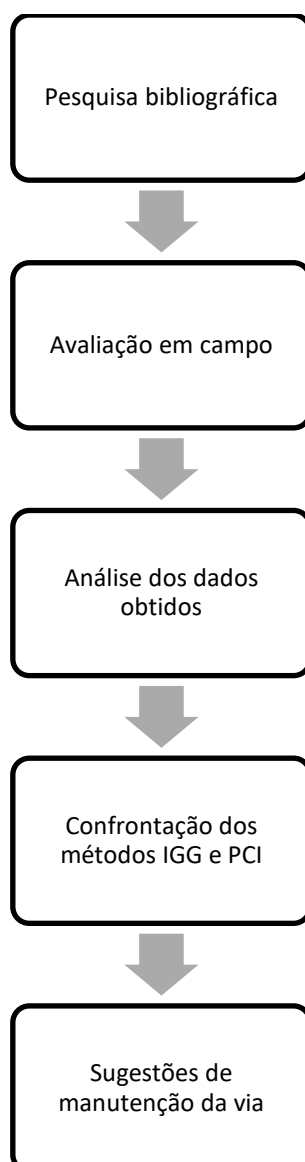 Pesquisa bibliográfica
Avaliação em campo
Análise dos dados
obtidos
Confrontação dos
métodos IGG e PCI
Sugestões de
manutenção da via